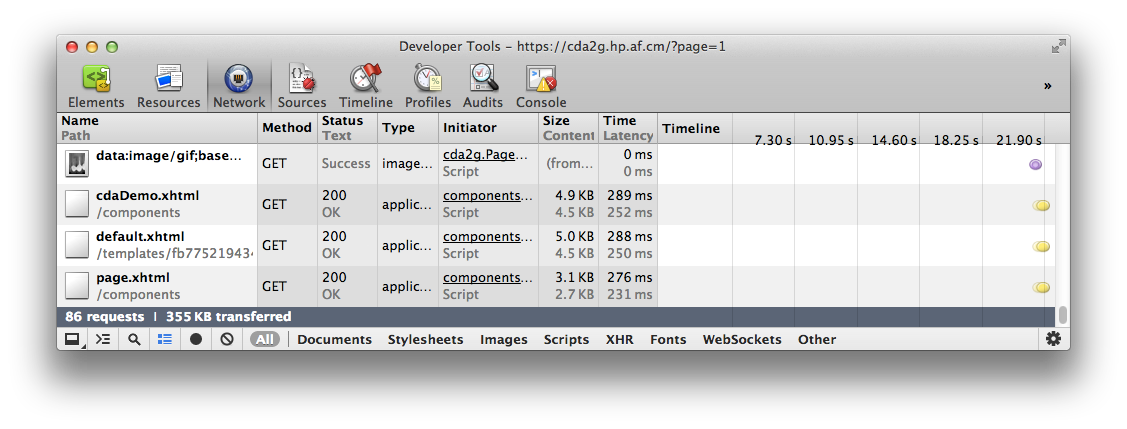 Developer Tools - https://cda2g.hp.af.cm/?page=1
Elements Resources Network Sources Timeline Profiles Audits Console »
Name Method Status Type Initiator Size Time Timeline
Path Text Content Latency 7.30 s 10.95 s 14.60 s 18.25 s 21.90 s
data:image/gif;base... GET Success image... cda2g.Page... (from... 0 ms
Script 0 ms
cdaDemo.xhtml GET 200 applic... components... 4.9 KB 289 ms
/components OK Script 4.5 KB 252 ms
default.xhtml GET 200 applic... components... 5.0 KB 288 ms
/templates/fb77521943 OK Script 4.5 KB 250 ms
page.xhtml GET 200 applic... components... 3.1 KB 276 ms
/components OK Script 2.7 KB 231 ms
86 requests | 355 KB transferred
All Documents Stylesheets Images Scripts XHR Fonts WebSockets Other